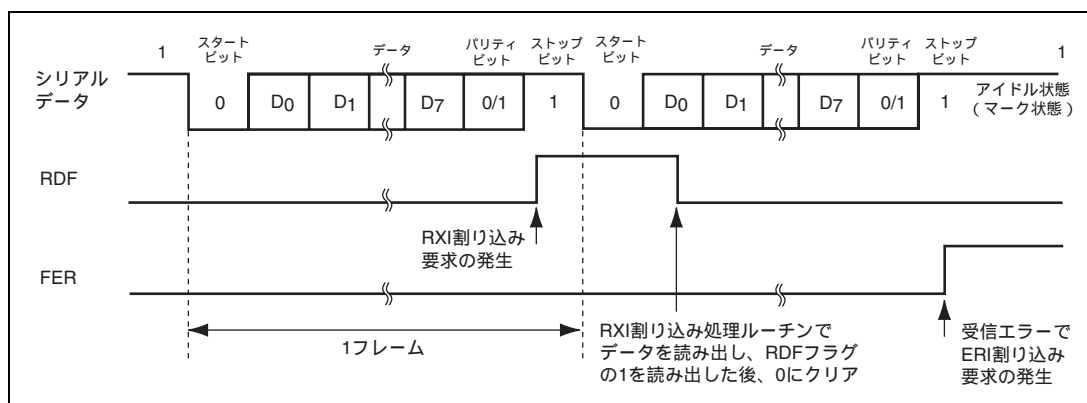 1
スタート
ビット
データ
パリティ
ビット
ストップ
ビット
スタート
ビット
データ
パリティ
ビット
ストップ
ビット
1
シリアル
データ
0
D0
D1
D7
0/1
1
0
D0
D1
D7
0/1
1
アイドル状態
(マーク状態)
RDF
RXI割り込み
要求の発生
FER
1フレーム
RXI割り込み処理ルーチンで
データを読み出し、RDFフラグ
の1を読み出した後、0にクリア
受信エラーで
ERI割り込み
要求の発生